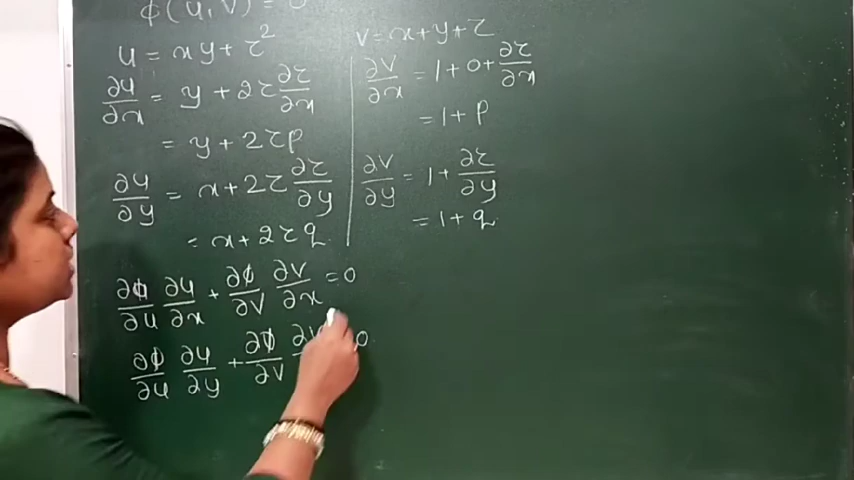 φ(u, v) = 0
u = xy + z²
∂u/∂x = y + 2z ∂z/∂x
= y + 2zp
∂u/∂y = x + 2z ∂z/∂y
= x + 2zq
v = x + y + z
∂v/∂x = 1 + 0 + ∂z/∂x
= 1 + p
∂v/∂y = 1 + ∂z/∂y
= 1 + q
∂φ/∂u ∂u/∂x + ∂φ/∂v ∂v/∂x = 0
∂φ/∂u ∂u/∂y + ∂φ/∂v 0